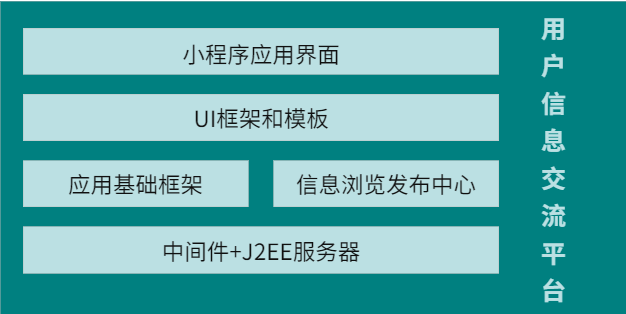 小程序应用界面
UI框架和模板
应用基础框架
信息浏览发布中心
中间件+J2EE服务器
用户信息交流平台